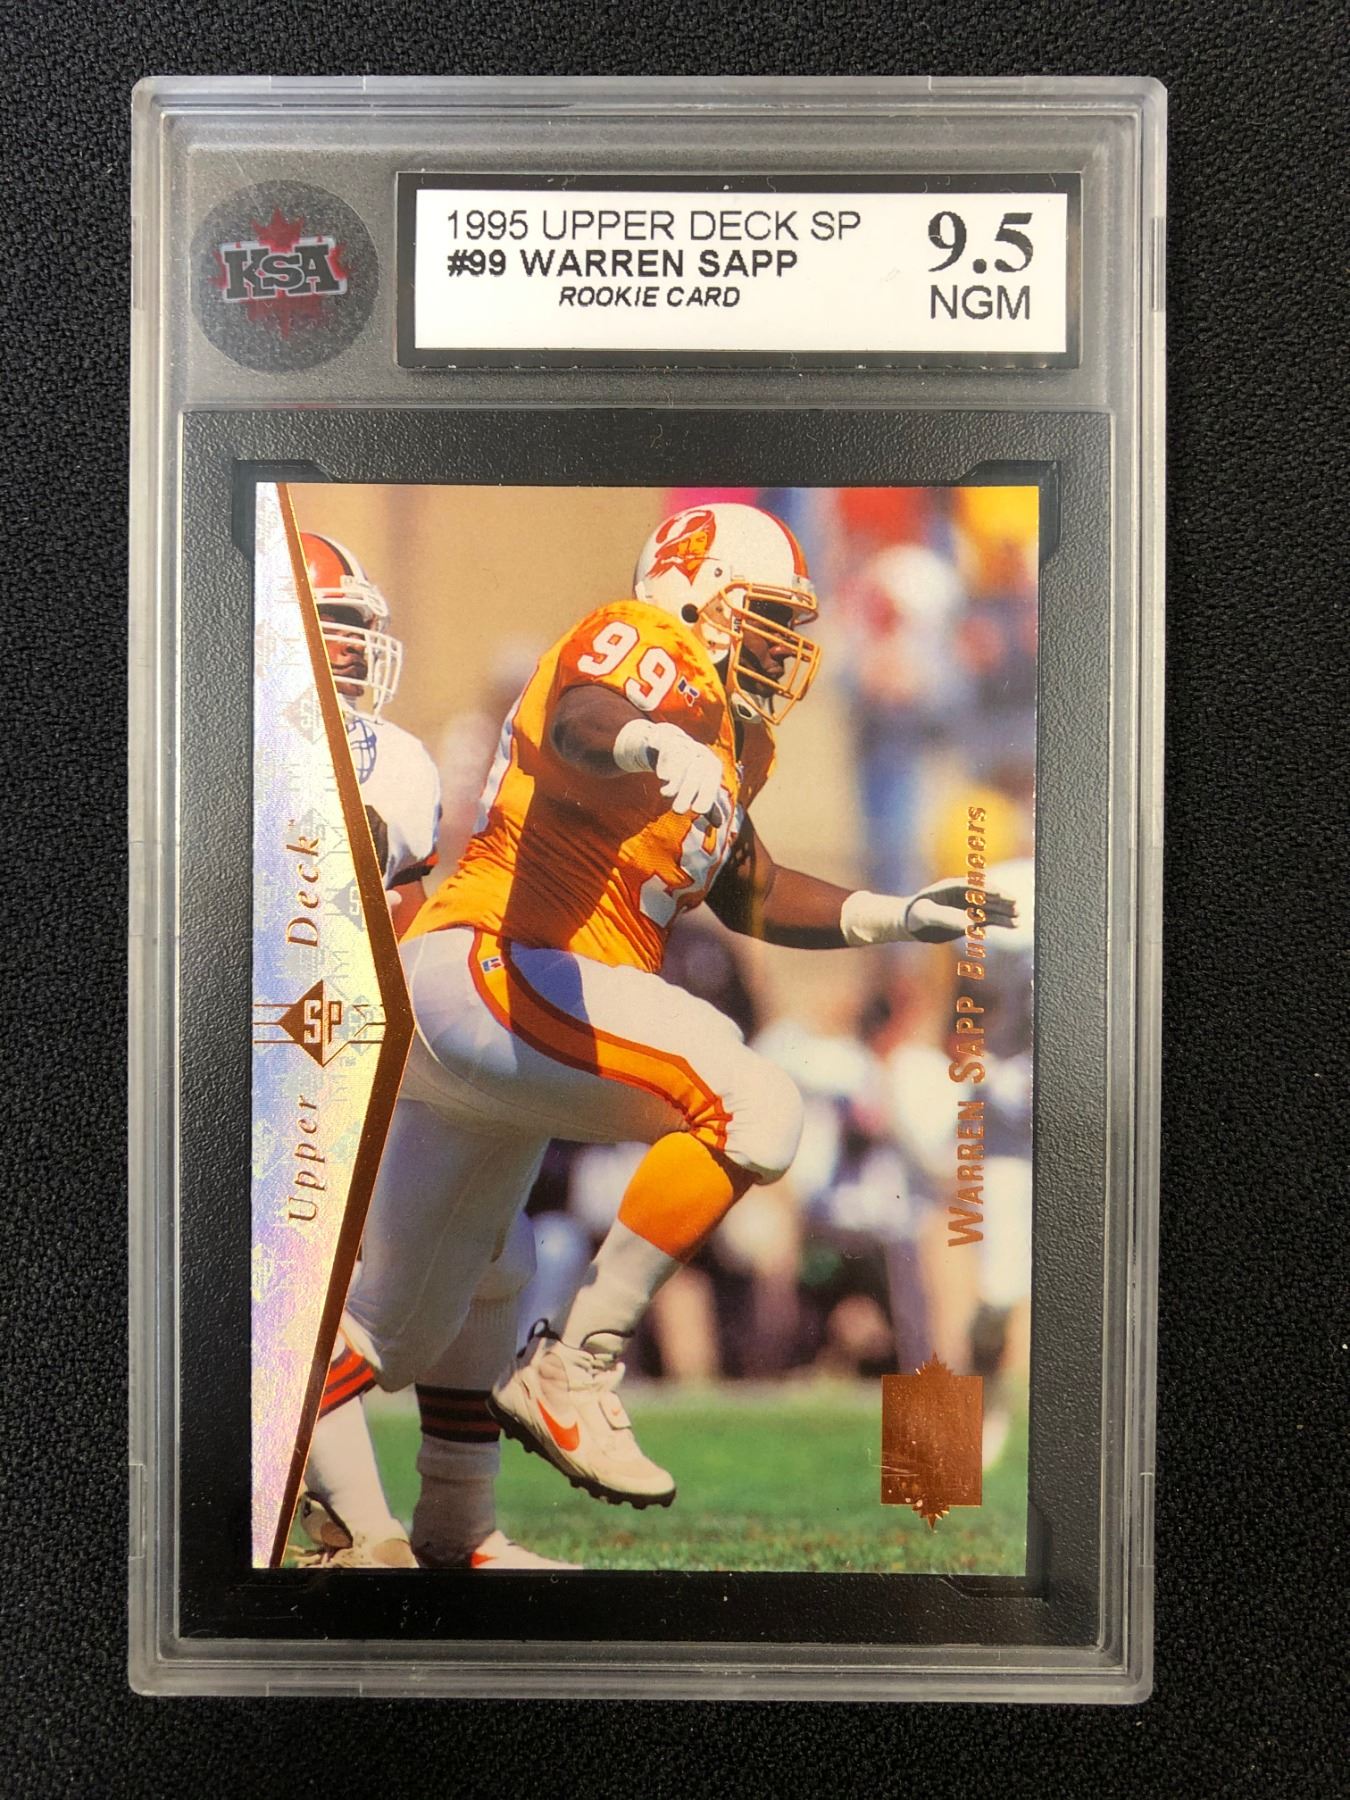 KSA
1995 UPPER DECK SP
#99 WARREN SAPP
ROOKIE CARD
9.5
NGM
99
Upper Deck
SP
WARREN SAPP Buccaneers